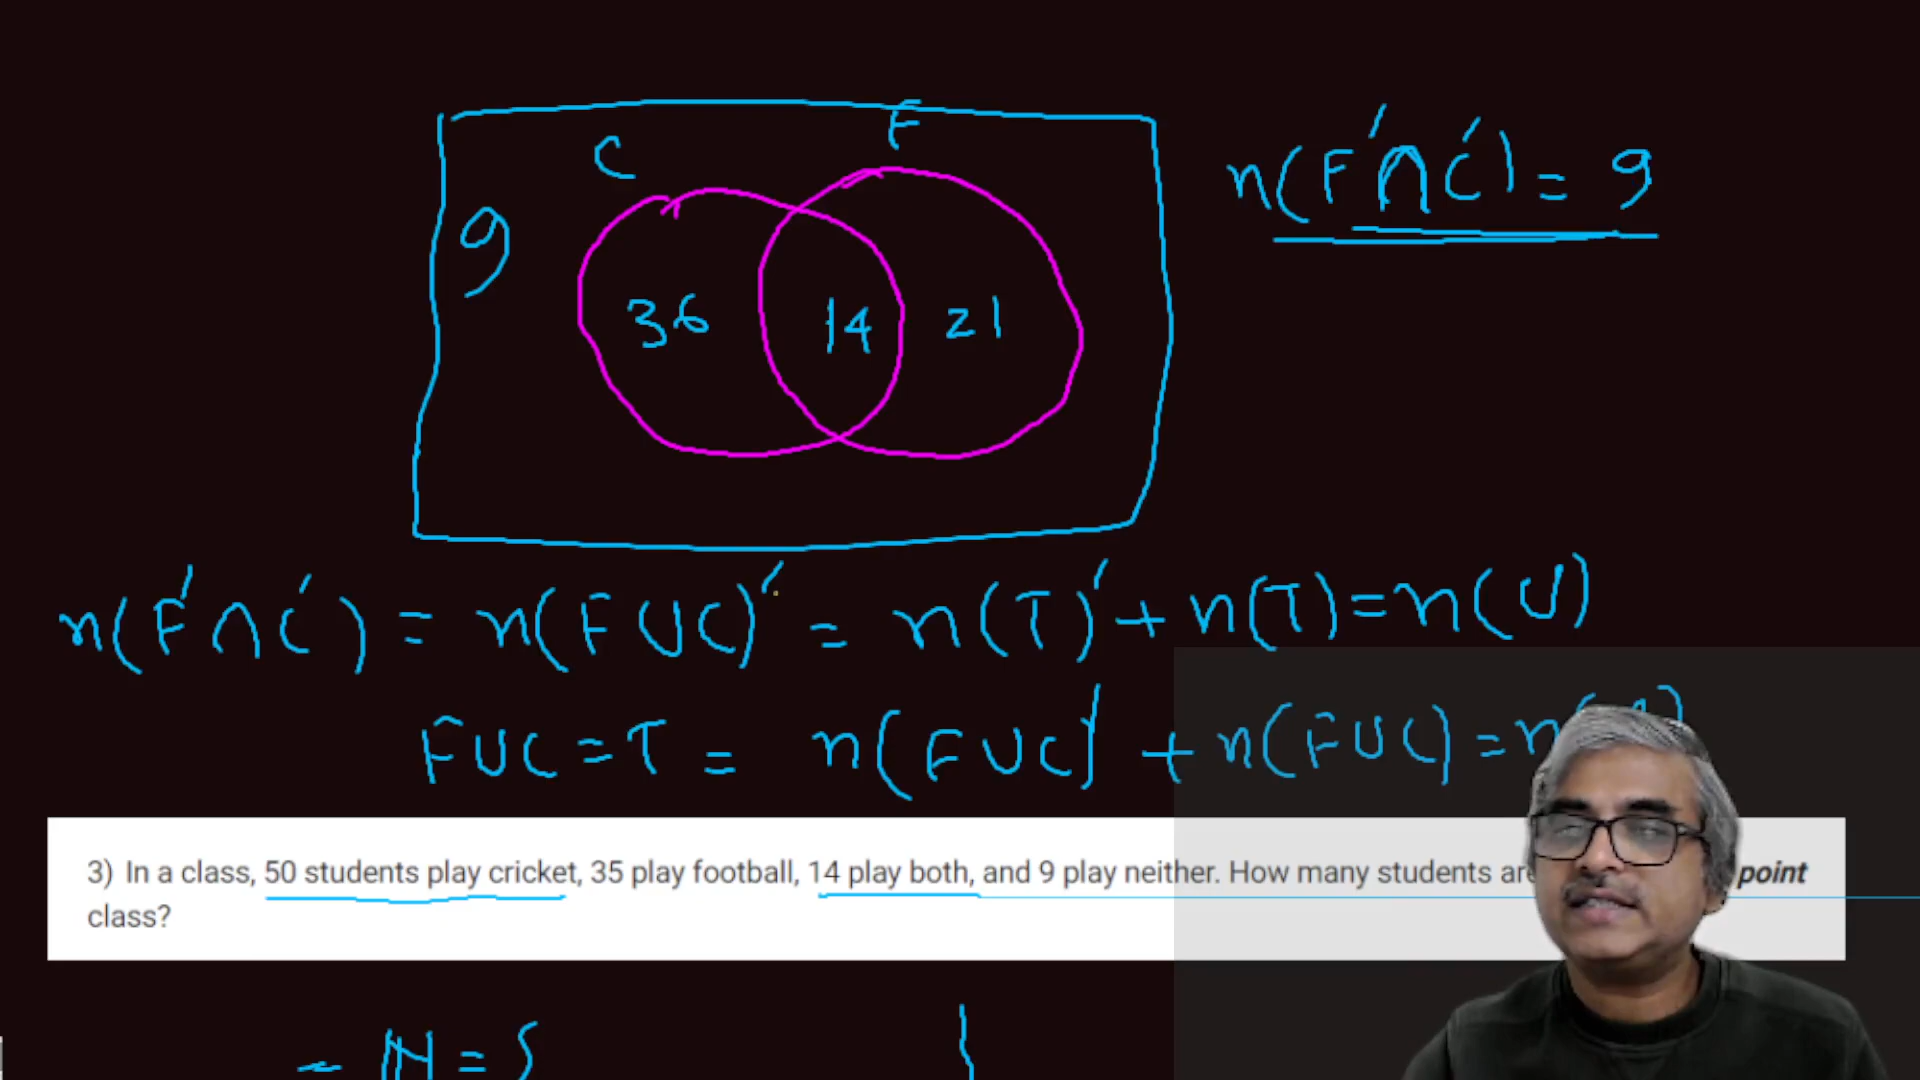 C F
n(F'∩C') = 9
9
36 14 21
n(F'∩C') = n(F∪C)' = n(T)' + n(T) = n(U)
F∪C = T = n(F∪C)' + n(F∪C) = n
3) In a class, 50 students play cricket, 35 play football, 14 play both, and 9 play neither. How many students point
class?